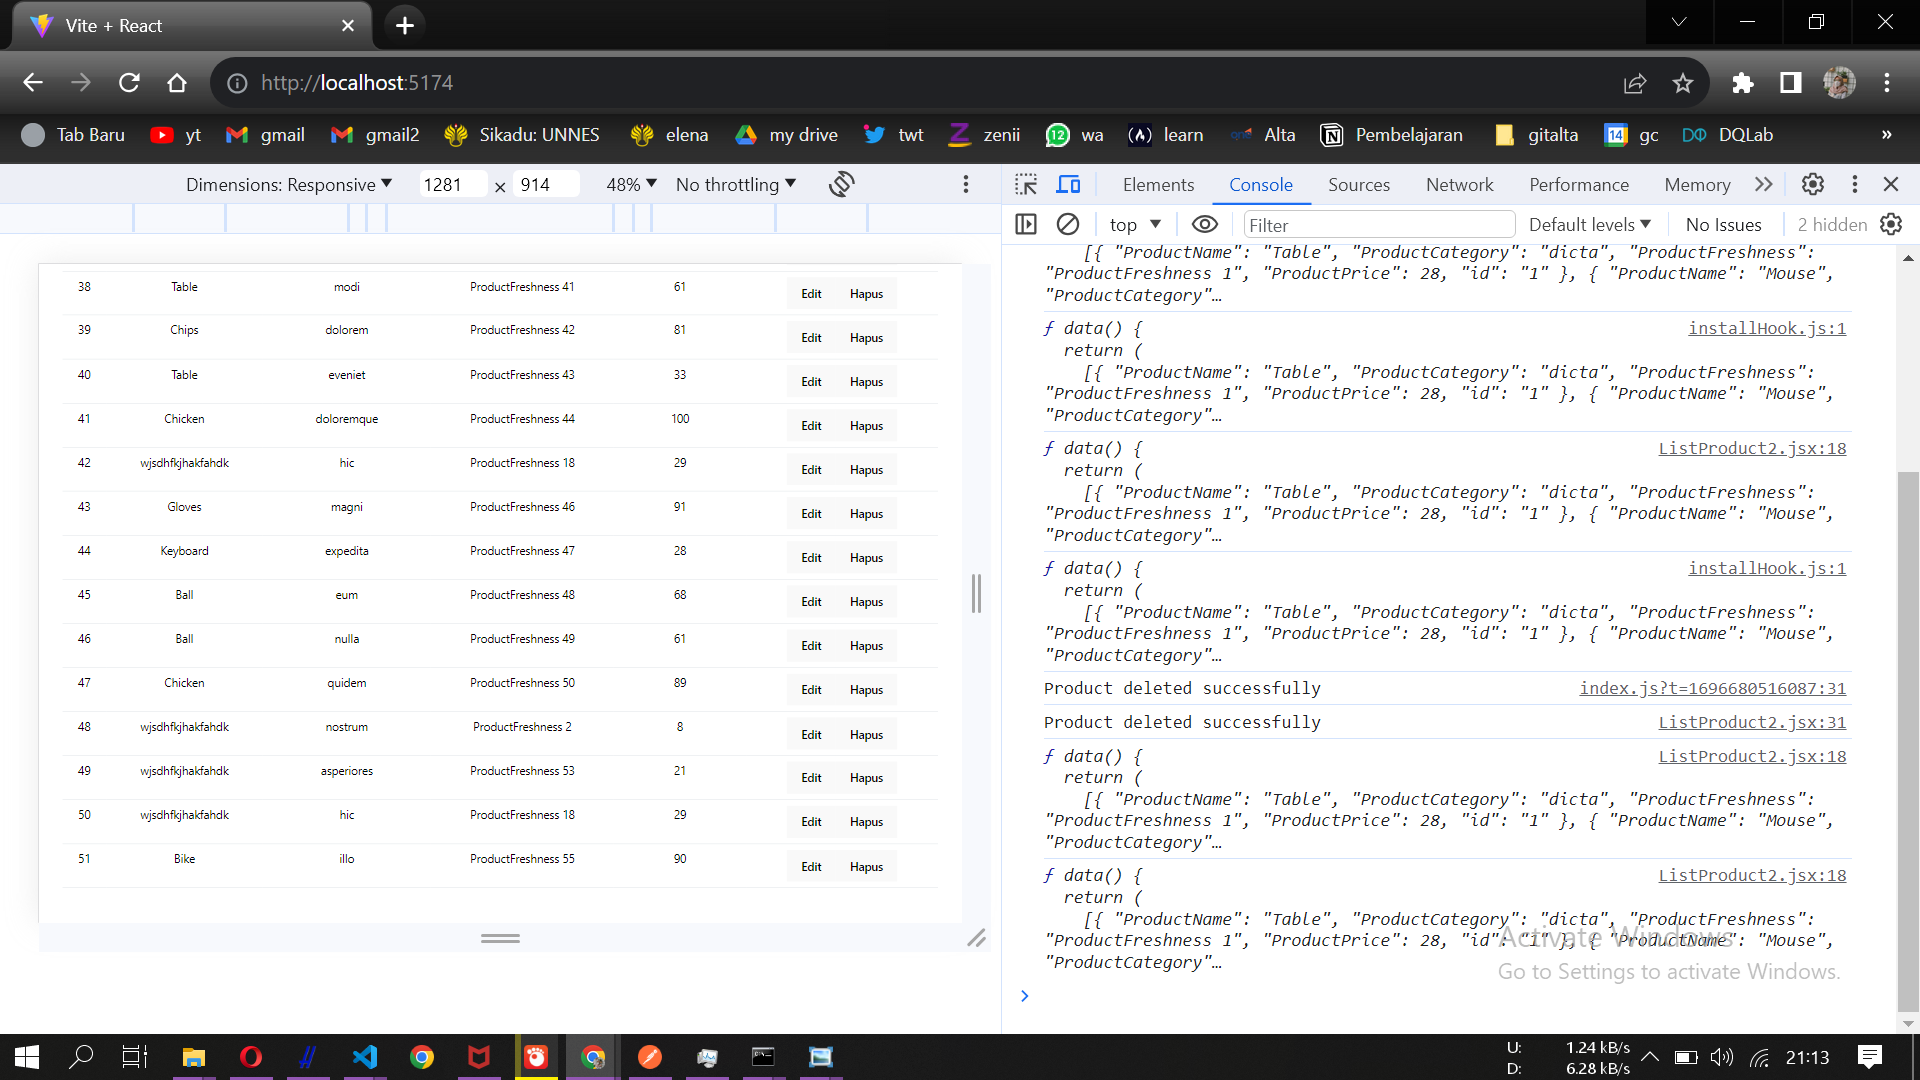 Vite + React
http://localhost:5174
Tab Baru yt gmail gmail2 Sikadu: UNNES elena my drive twt zenii 12 wa learn Alta Pembelajaran gitalta 14 gc DQLab »
Dimensions: Responsive 1281 × 914 48% No throttling
Elements Console Sources Network Performance Memory
top Filter Default levels No Issues 2 hidden
38 Table modi ProductFreshness 41 61 Edit Hapus
39 Chips dolorem ProductFreshness 42 81 Edit Hapus
40 Table eveniet ProductFreshness 43 33 Edit Hapus
41 Chicken doloremque ProductFreshness 44 100 Edit Hapus
42 wjsdhfkjhakfahdk hic ProductFreshness 18 29 Edit Hapus
43 Gloves magni ProductFreshness 46 91 Edit Hapus
44 Keyboard expedita ProductFreshness 47 28 Edit Hapus
45 Ball eum ProductFreshness 48 68 Edit Hapus
46 Ball nulla ProductFreshness 49 61 Edit Hapus
47 Chicken quidem ProductFreshness 50 89 Edit Hapus
48 wjsdhfkjhakfahdk nostrum ProductFreshness 2 8 Edit Hapus
49 wjsdhfkjhakfahdk asperiores ProductFreshness 53 21 Edit Hapus
50 wjsdhfkjhakfahdk hic ProductFreshness 18 29 Edit Hapus
51 Bike illo ProductFreshness 55 90 Edit Hapus
[{ "ProductName": "Table", "ProductCategory": "dicta", "ProductFreshness":
"ProductFreshness 1", "ProductPrice": 28, "id": "1" }, { "ProductName": "Mouse",
"ProductCategory"…
ƒ data() { installHook.js:1
return (
[{ "ProductName": "Table", "ProductCategory": "dicta", "ProductFreshness":
"ProductFreshness 1", "ProductPrice": 28, "id": "1" }, { "ProductName": "Mouse",
"ProductCategory"…
ƒ data() { ListProduct2.jsx:18
return (
[{ "ProductName": "Table", "ProductCategory": "dicta", "ProductFreshness":
"ProductFreshness 1", "ProductPrice": 28, "id": "1" }, { "ProductName": "Mouse",
"ProductCategory"…
ƒ data() { installHook.js:1
return (
[{ "ProductName": "Table", "ProductCategory": "dicta", "ProductFreshness":
"ProductFreshness 1", "ProductPrice": 28, "id": "1" }, { "ProductName": "Mouse",
"ProductCategory"…
Product deleted successfully index.js?t=1696680516087:31
Product deleted successfully ListProduct2.jsx:31
ƒ data() { ListProduct2.jsx:18
return (
[{ "ProductName": "Table", "ProductCategory": "dicta", "ProductFreshness":
"ProductFreshness 1", "ProductPrice": 28, "id": "1" }, { "ProductName": "Mouse",
"ProductCategory"…
ƒ data() { ListProduct2.jsx:18
return (
[{ "ProductName": "Table", "ProductCategory": "dicta", "ProductFreshness":
"ProductFreshness 1", "ProductPrice": 28, "id": "1" }, { "ProductName": "Mouse",
"ProductCategory"…
Activate Windows
Go to Settings to activate Windows.
U: 1.24 kB/s
D: 6.28 kB/s
21:13